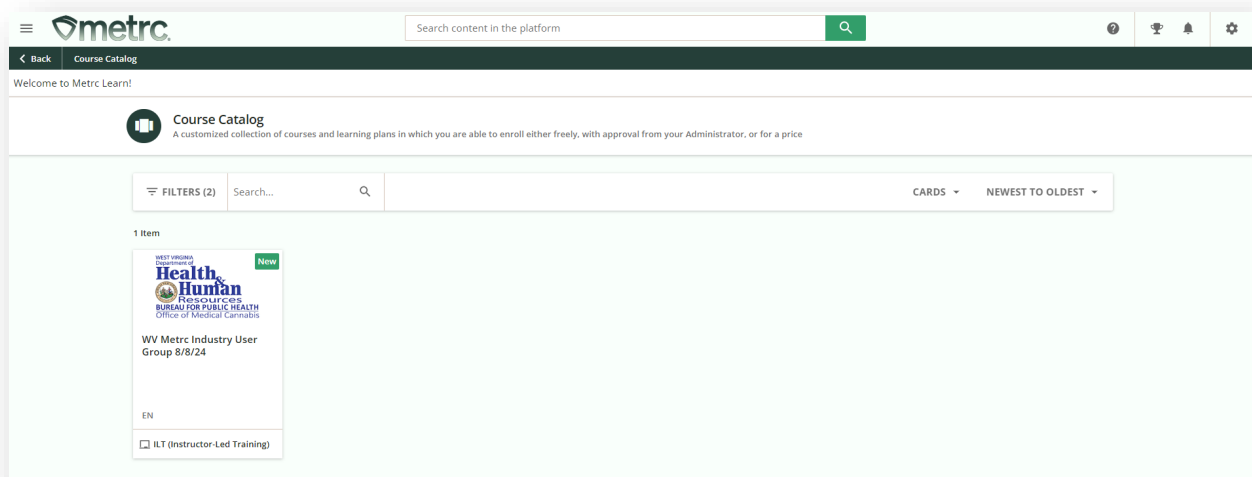 metrc.
Search content in the platform
Back
Course Catalog
Welcome to Metrc Learn!
Course Catalog
A customized collection of courses and learning plans in which you are able to enroll either freely, with approval from your Administrator, or for a price
FILTERS (2)
Search...
CARDS
NEWEST TO OLDEST
1 Item
New
WEST VIRGINIA
Department of
Health&
Human
Resources
BUREAU FOR PUBLIC HEALTH
Office of Medical Cannabis
WV Metrc Industry User
Group 8/8/24
EN
ILT (Instructor-Led Training)